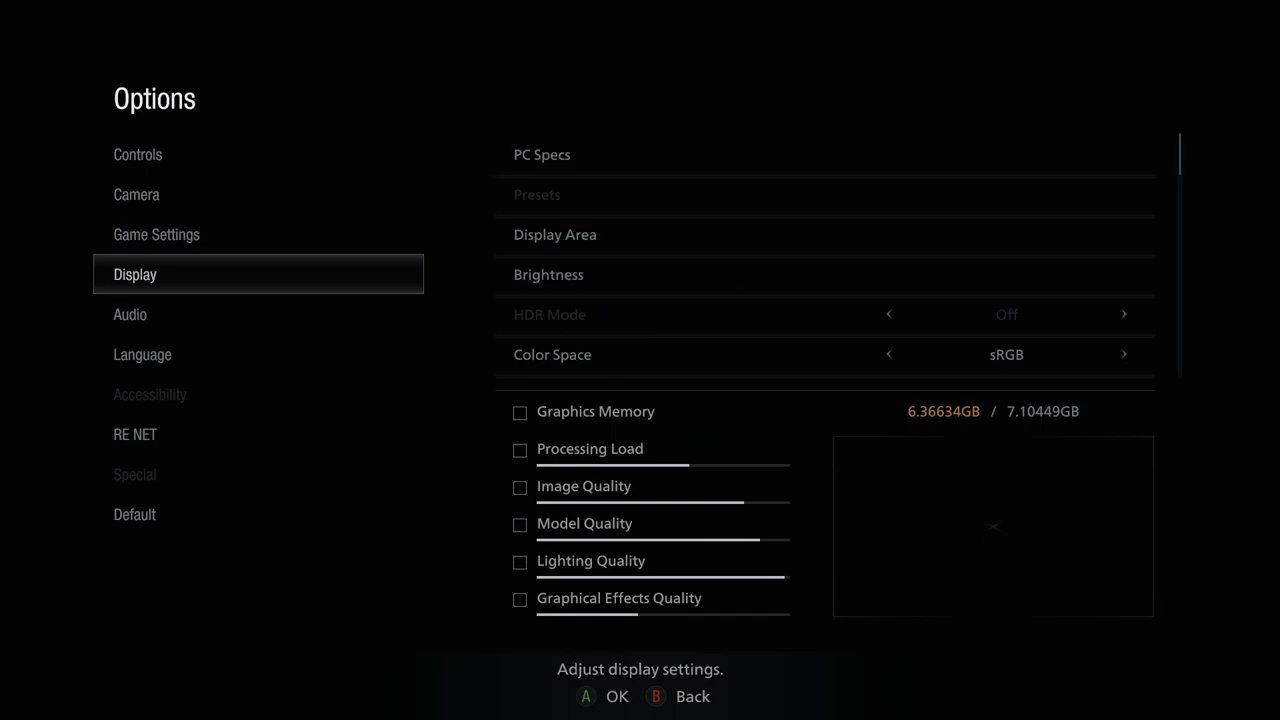 Options
Controls
Camera
Game Settings
Display
Audio
Language
Accessibility
RE NET
Special
Default
PC Specs
Presets
Display Area
Brightness
HDR Mode Off
Color Space sRGB
Graphics Memory 6.36634GB / 7.10449GB
Processing Load
Image Quality
Model Quality
Lighting Quality
Graphical Effects Quality
Adjust display settings.
A OK B Back